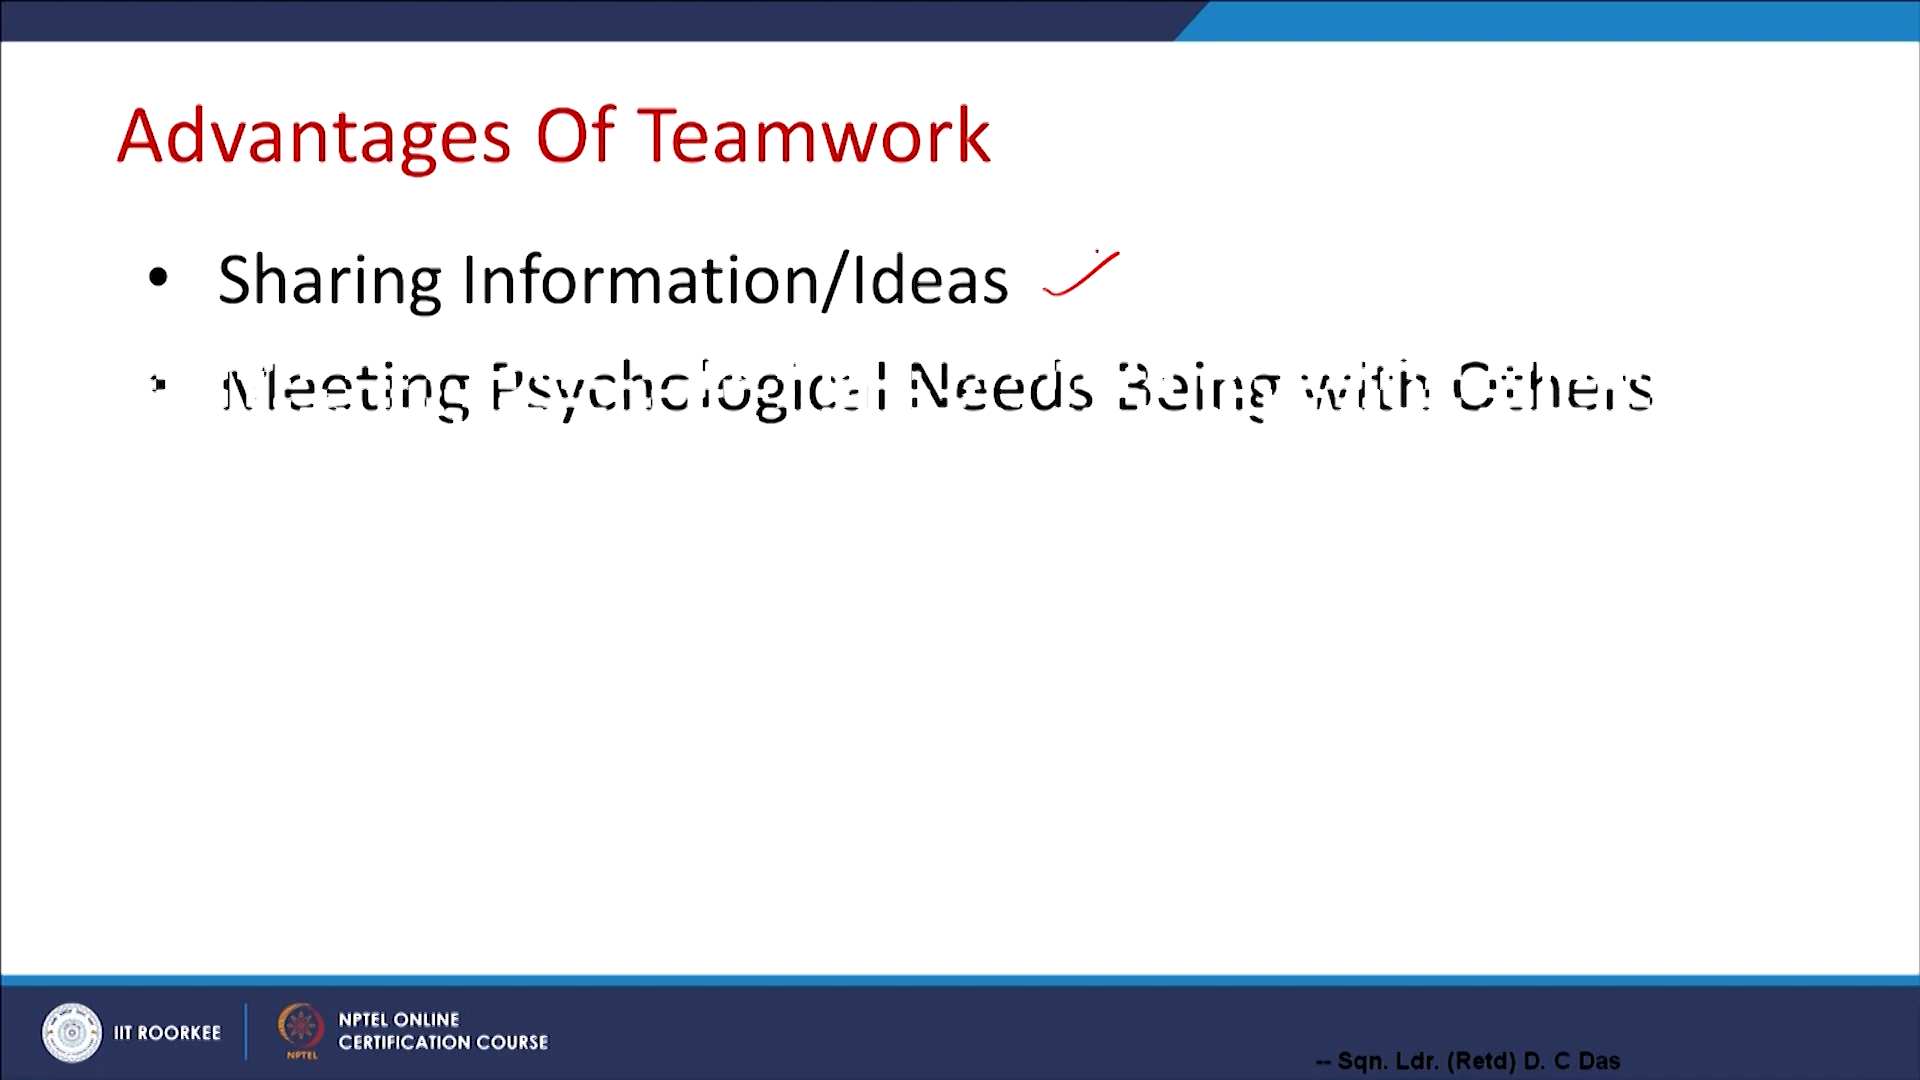 Advantages Of Teamwork
• Sharing Information/Ideas
• Meeting Psychological Needs Being with Others
IIT ROORKEE
NPTEL
NPTEL ONLINE
CERTIFICATION COURSE
-- Sqn. Ldr. (Retd) D. C Das